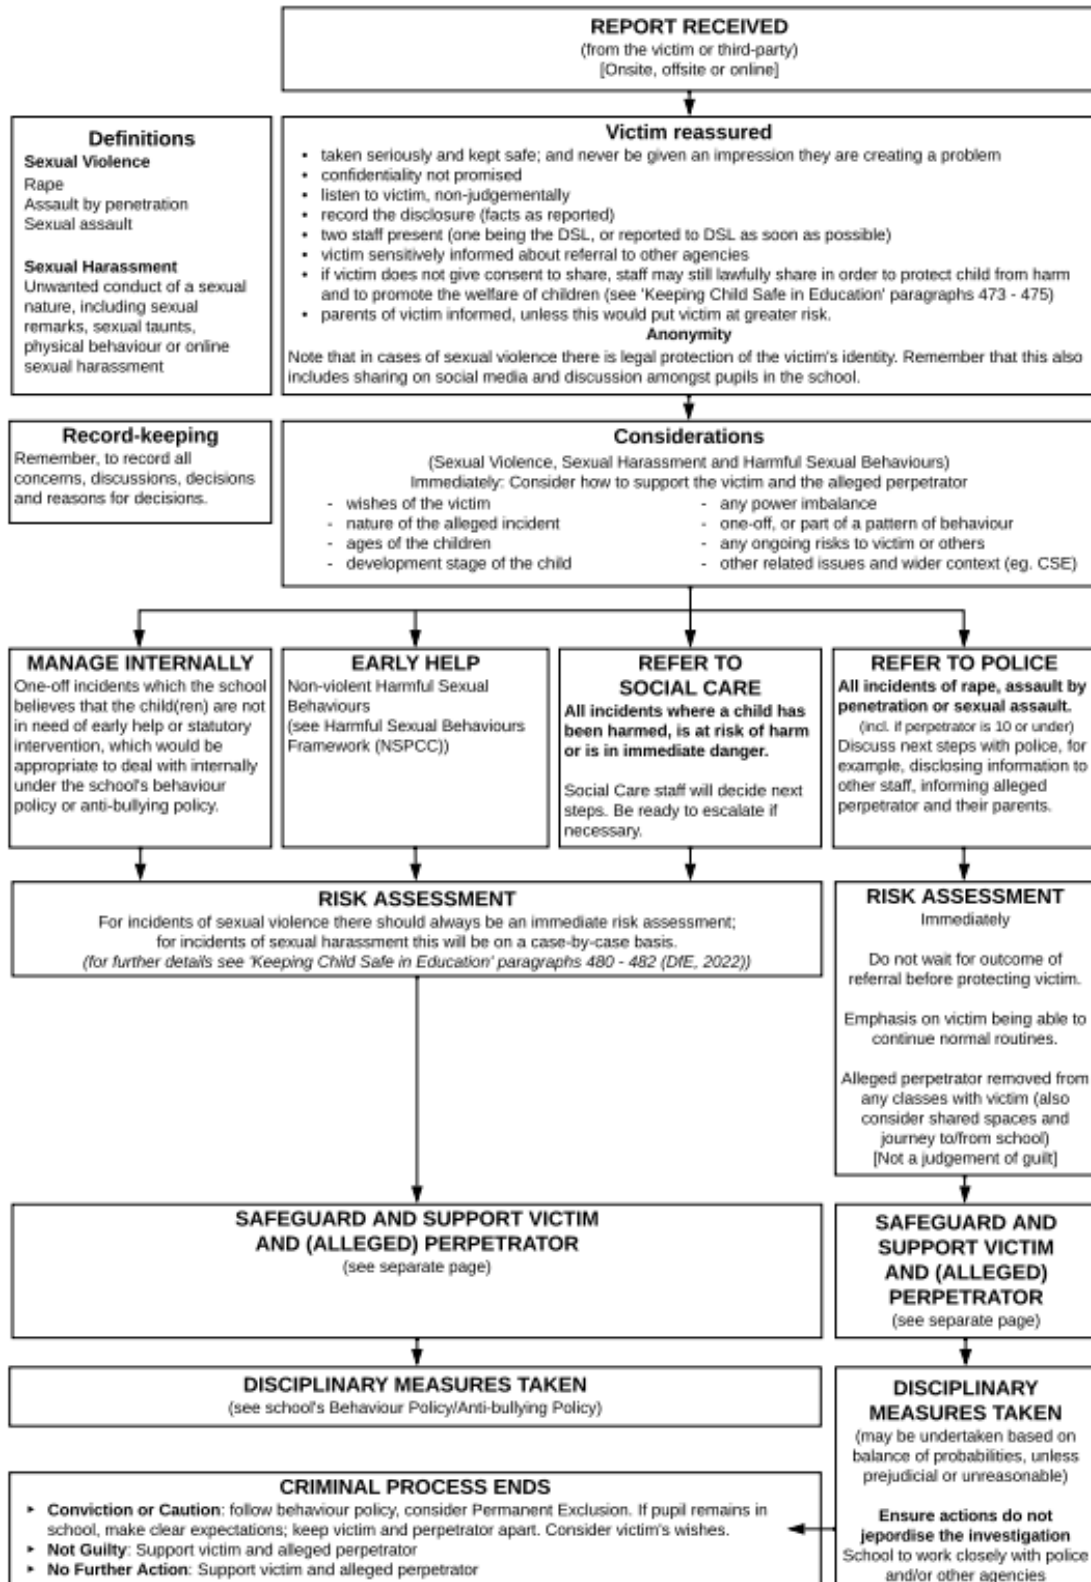 REPORT RECEIVED
(from the victim or third-party)
[Onsite, offsite or online]
Definitions
Sexual Violence
Rape
Assault by penetration
Sexual assault
Sexual Harassment
Unwanted conduct of a sexual
nature, including sexual
remarks, sexual taunts,
physical behaviour or online
sexual harassment
Victim reassured
• taken seriously and kept safe; and never be given an impression they are creating a problem
• confidentiality not promised
• listen to victim, non-judgementally
• record the disclosure (facts as reported)
• two staff present (one being the DSL, or reported to DSL as soon as possible)
• victim sensitively informed about referral to other agencies
• if victim does not give consent to share, staff may still lawfully share in order to protect child from harm
and to promote the welfare of children (see 'Keeping Child Safe in Education' paragraphs 473 - 475)
• parents of victim informed, unless this would put victim at greater risk.
Anonymity
Note that in cases of sexual violence there is legal protection of the victim's identity. Remember that this also
includes sharing on social media and discussion amongst pupils in the school.
Record-keeping
Remember, to record all
concerns, discussions, decisions
and reasons for decisions.
Considerations
(Sexual Violence, Sexual Harassment and Harmful Sexual Behaviours)
Immediately: Consider how to support the victim and the alleged perpetrator
- wishes of the victim
- nature of the alleged incident
- ages of the children
- development stage of the child
- any power imbalance
- one-off, or part of a pattern of behaviour
- any ongoing risks to victim or others
- other related issues and wider context (eg. CSE)
MANAGE INTERNALLY
One-off incidents which the school
believes that the child(ren) are not
in need of early help or statutory
intervention, which would be
appropriate to deal with internally
under the school's behaviour
policy or anti-bullying policy.
EARLY HELP
Non-violent Harmful Sexual
Behaviours
(see Harmful Sexual Behaviours
Framework (NSPCC))
REFER TO
SOCIAL CARE
All incidents where a child has
been harmed, is at risk of harm
or is in immediate danger.
Social Care staff will decide next
steps. Be ready to escalate if
necessary.
REFER TO POLICE
All incidents of rape, assault by
penetration or sexual assault.
(incl. if perpetrator is 10 or under)
Discuss next steps with police, for
example, disclosing information to
other staff, informing alleged
perpetrator and their parents.
RISK ASSESSMENT
For incidents of sexual violence there should always be an immediate risk assessment;
for incidents of sexual harassment this will be on a case-by-case basis.
(for further details see 'Keeping Child Safe in Education' paragraphs 480 - 482 (DfE, 2022))
RISK ASSESSMENT
Immediately
Do not wait for outcome of
referral before protecting victim.
Emphasis on victim being able to
continue normal routines.
Alleged perpetrator removed from
any classes with victim (also
consider shared spaces and
journey to/from school)
[Not a judgement of guilt]
SAFEGUARD AND SUPPORT VICTIM
AND (ALLEGED) PERPETRATOR
(see separate page)
SAFEGUARD AND
SUPPORT VICTIM
AND (ALLEGED)
PERPETRATOR
(see separate page)
DISCIPLINARY MEASURES TAKEN
(see school's Behaviour Policy/Anti-bullying Policy)
DISCIPLINARY
MEASURES TAKEN
(may be undertaken based on
balance of probabilities, unless
prejudicial or unreasonable)
Ensure actions do not
jepordise the investigation
School to work closely with police
and/or other agencies
CRIMINAL PROCESS ENDS
▸ Conviction or Caution: follow behaviour policy, consider Permanent Exclusion. If pupil remains in
school, make clear expectations; keep victim and perpetrator apart. Consider victim's wishes.
▸ Not Guilty: Support victim and alleged perpetrator
▸ No Further Action: Support victim and alleged perpetrator